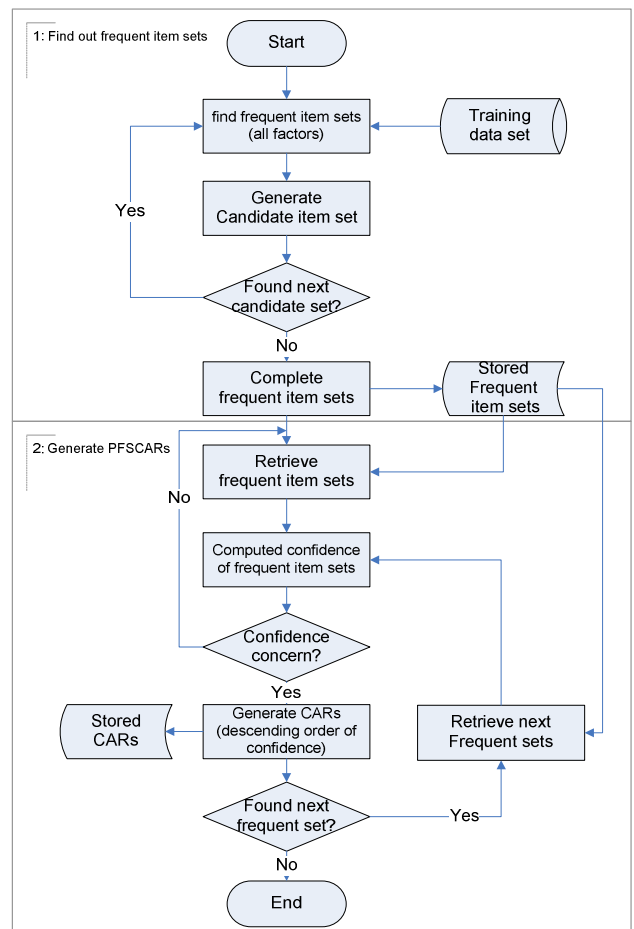 1: Find out frequent item sets
Start
find frequent item sets
(all factors)
Training
data set
Generate
Candidate item set
Yes
Found next
candidate set?
No
Complete
frequent item sets
Stored
Frequent
item sets
2: Generate PFSCARs
Retrieve
frequent item sets
No
Computed confidence
of frequent item sets
Confidence
concern?
Yes
Stored
CARs
Generate CARs
(descending order of
confidence)
Retrieve next
Frequent sets
Found next
frequent set?
Yes
No
End